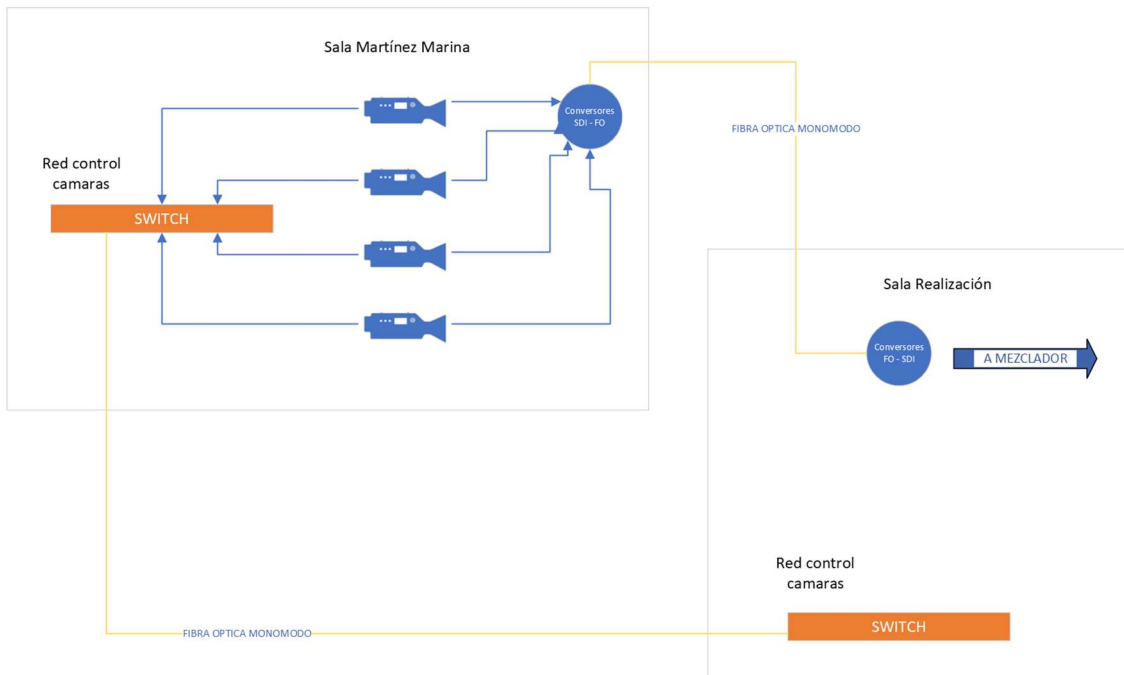 Sala Martínez Marina
Conversores
SDI - FO
FIBRA OPTICA MONOMODO
Red control
camaras
SWITCH
Sala Realización
Conversores
FO - SDI
A MEZCLADOR
Red control
camaras
SWITCH
FIBRA OPTICA MONOMODO